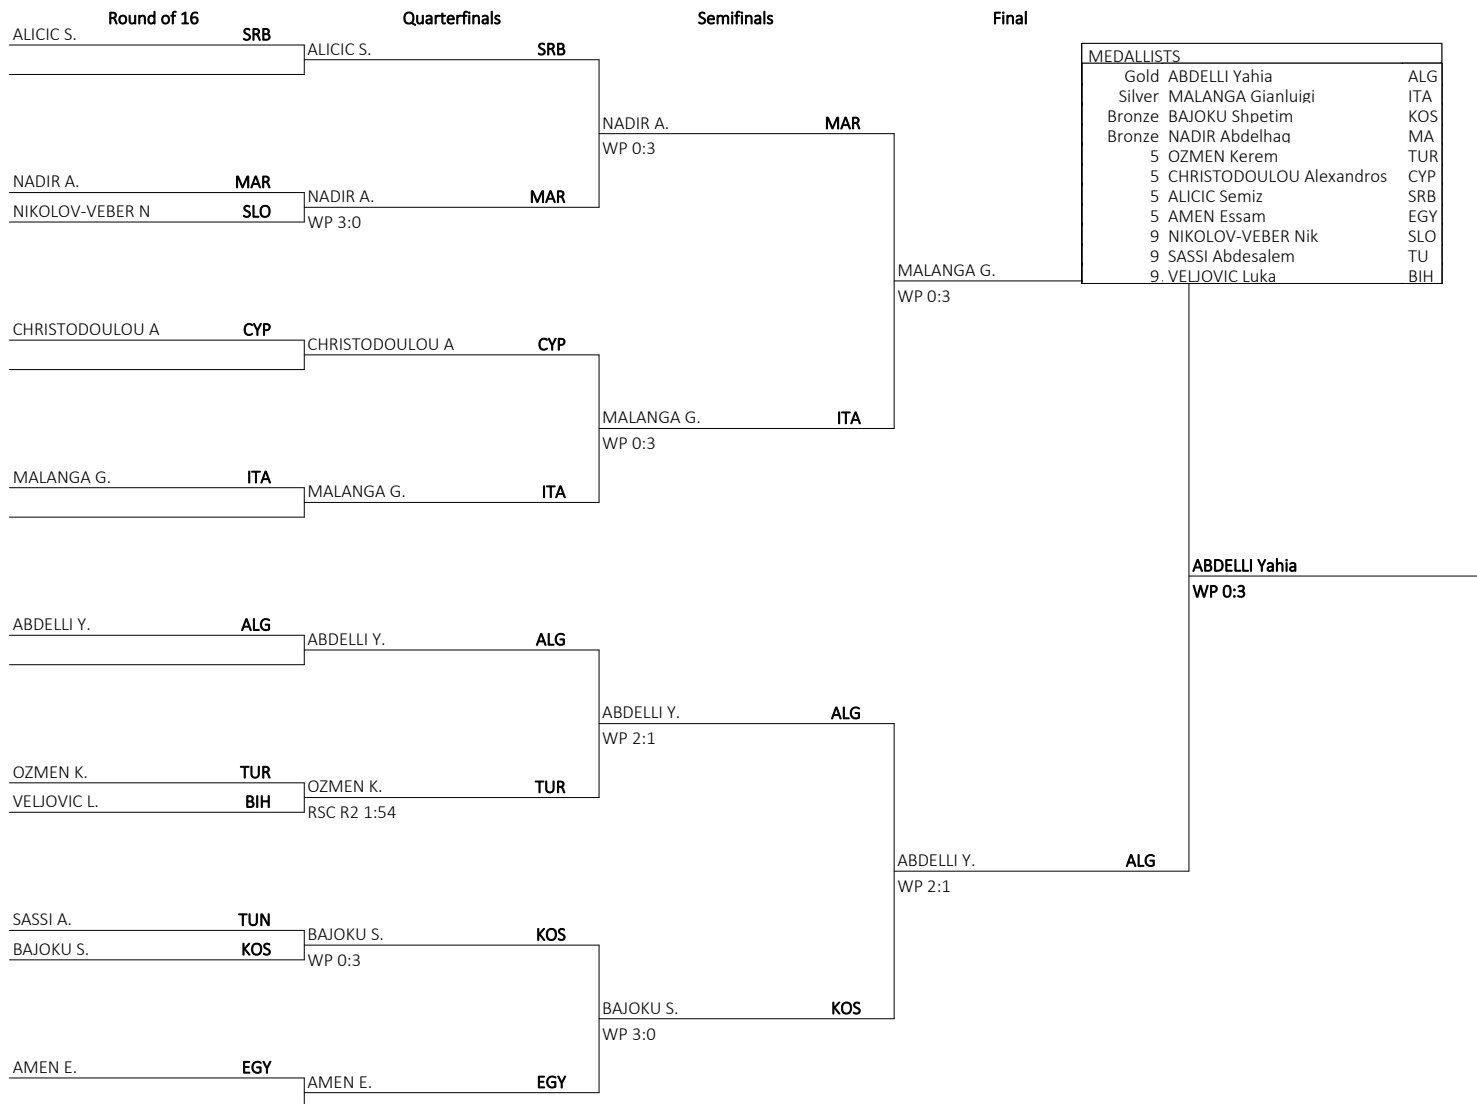 Round of 16 Quarterfinals Semifinals Final
ALICIC S. SRB
ALICIC S. SRB
MEDALLISTS
Gold ABDELLI Yahia ALG
Silver MALANGA Gianluigi ITA
Bronze BAJOKU Shpetim KOS
Bronze NADIR Abdelhaq MA
5 OZMEN Kerem TUR
5 CHRISTODOULOU Alexandros CYP
5 ALICIC Semiz SRB
5 AMEN Essam EGY
9 NIKOLOV-VEBER Nik SLO
9 SASSI Abdesalem TU
9. VELJOVIC Luka BIH
NADIR A. MAR
WP 0:3
NADIR A. MAR
NIKOLOV-VEBER N SLO
NADIR A. MAR
WP 3:0
MALANGA G.
WP 0:3
CHRISTODOULOU A CYP
CHRISTODOULOU A CYP
MALANGA G. ITA
WP 0:3
MALANGA G. ITA
MALANGA G. ITA
ABDELLI Yahia
WP 0:3
ABDELLI Y. ALG
ABDELLI Y. ALG
ABDELLI Y. ALG
WP 2:1
OZMEN K. TUR
VELJOVIC L. BIH
OZMEN K. TUR
RSC R2 1:54
ABDELLI Y. ALG
WP 2:1
SASSI A. TUN
BAJOKU S. KOS
BAJOKU S. KOS
WP 0:3
BAJOKU S. KOS
WP 3:0
AMEN E. EGY
AMEN E. EGY